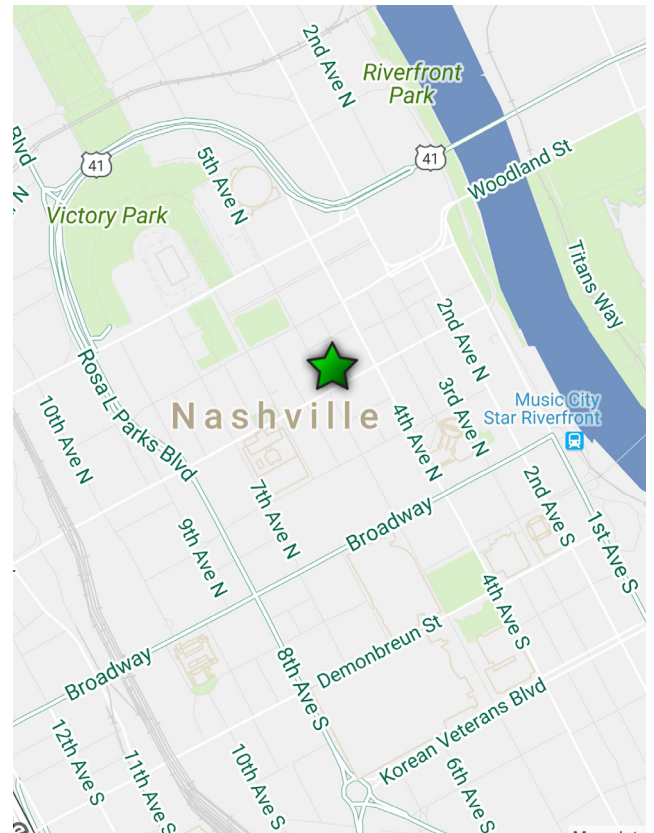 2nd Ave N
Riverfront
Park
Blvd
N
41
41
5th Ave N
Woodland St
Victory Park
Titans Way
2nd Ave N
Rosa L Parks Blvd
3rd Ave N
Music City
Star Riverfront
Nashville
10th Ave N
4th Ave N
7th Ave N
2nd Ave S
1st Ave S
Broadway
9th Ave N
4th Ave S
Demonbreun St
Broadway
8th Ave S
Korean Veterans Blvd
12th Ave S
11th Ave S
10th Ave S
6th Ave S